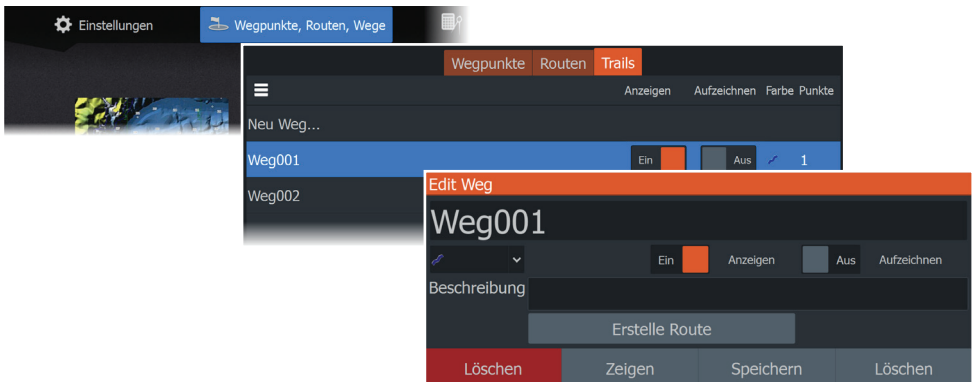 Einstellungen
Wegpunkte, Routen, Wege
Wegpunkte Routen Trails
Anzeigen Aufzeichnen Farbe Punkte
Neu Weg...
Weg001 Ein Aus 1
Weg002
Edit Weg
Weg001
Ein Anzeigen Aus Aufzeichnen
Beschreibung
Erstelle Route
Löschen Zeigen Speichern Löschen